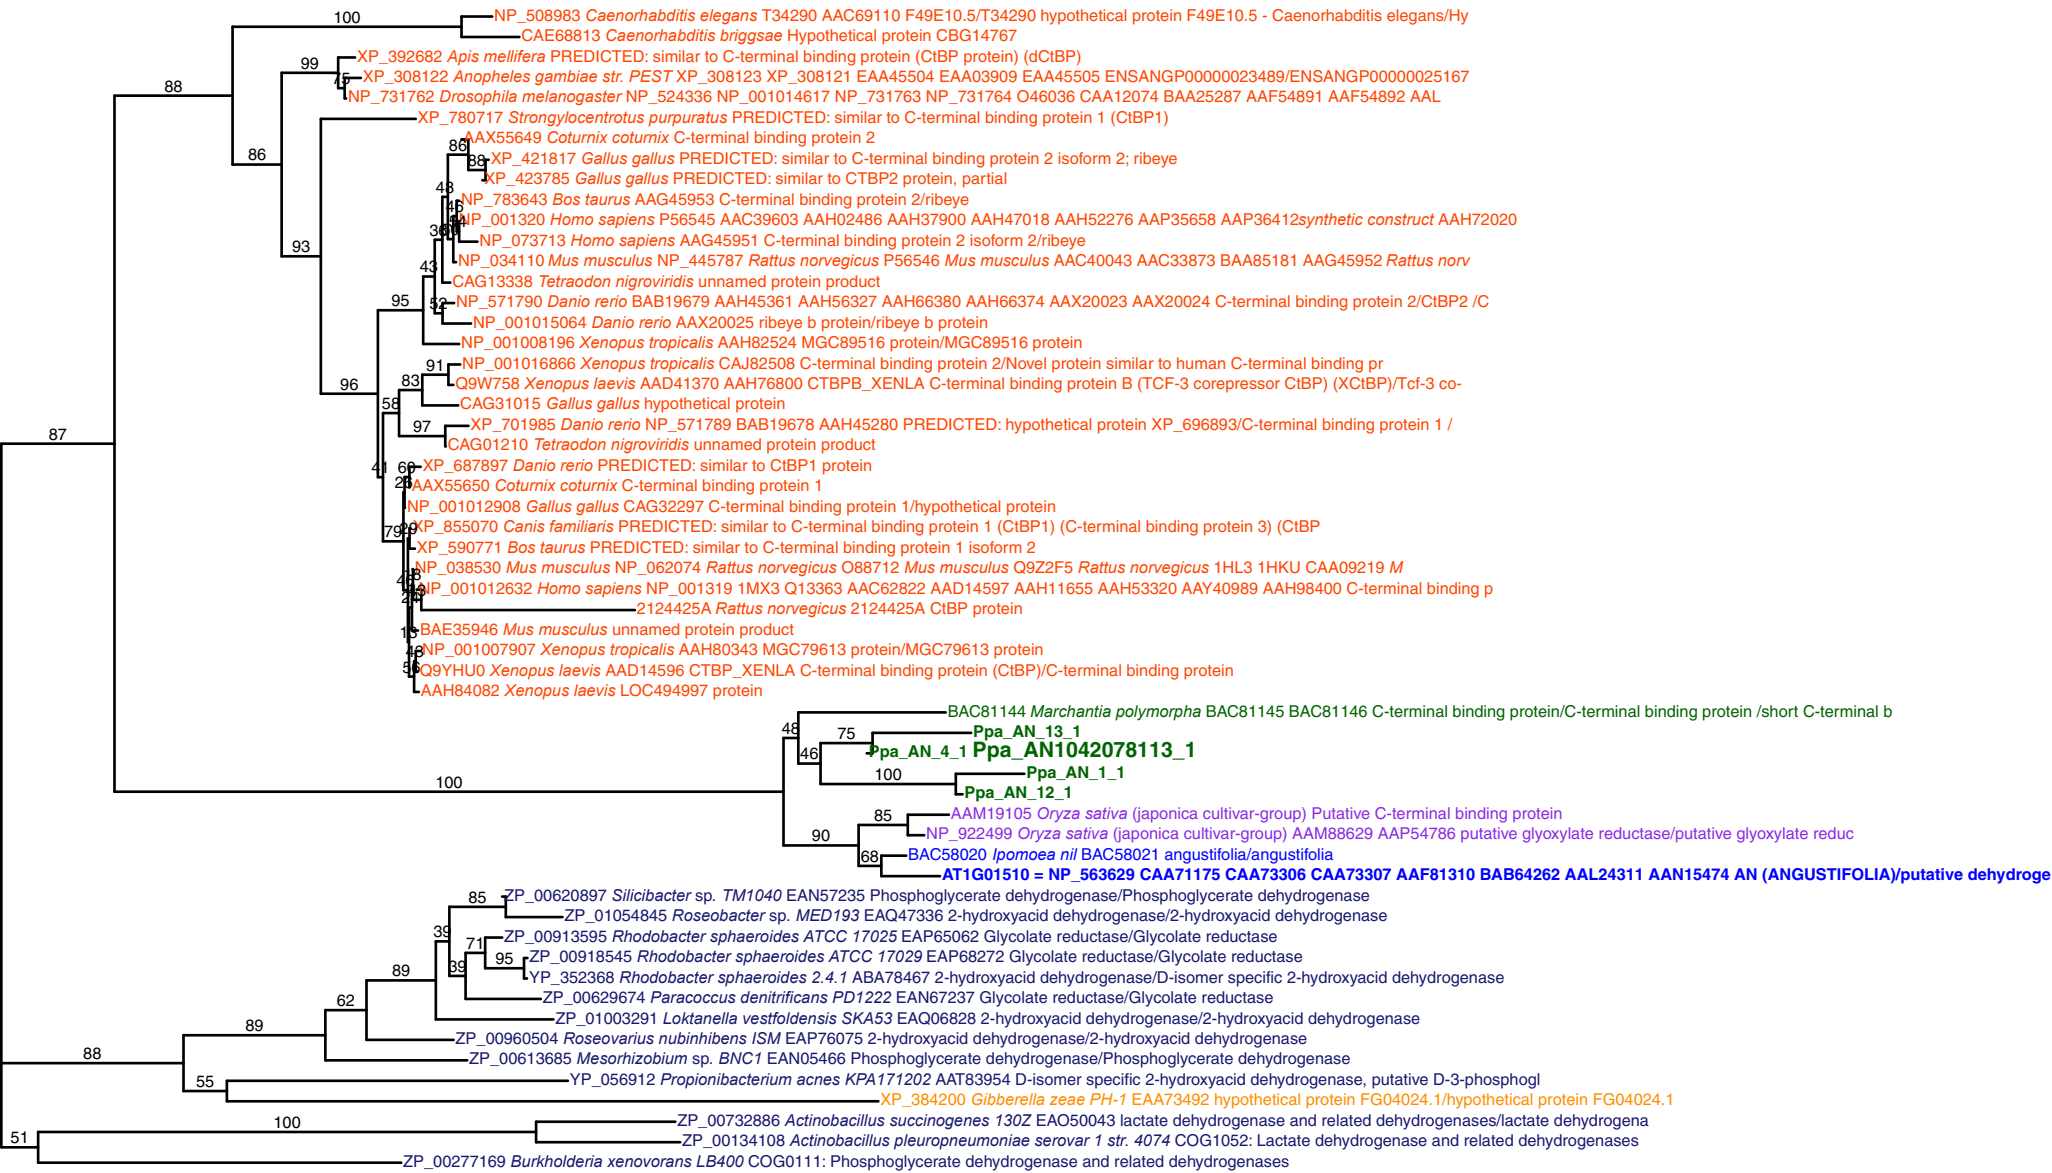 100
NP_508983 Caenorhabditis elegans T34290 AAC69110 F49E10.5/T34290 hypothetical protein F49E10.5 - Caenorhabditis elegans/Hy
CAE68813 Caenorhabditis briggsae Hypothetical protein CBG14767
XP_392682 Apis mellifera PREDICTED: similar to C-terminal binding protein (CtBP protein) (dCtBP)
99
75
XP_308122 Anopheles gambiae str. PEST XP_308123 XP_308121 EAA45504 EAA03909 EAA45505 ENSANGP00000023489/ENSANGP00000025167
88
NP_731762 Drosophila melanogaster NP_524336 NP_001014617 NP_731763 NP_731764 O46036 CAA12074 BAA25287 AAF54891 AAF54892 AAL
XP_780717 Strongylocentrotus purpuratus PREDICTED: similar to C-terminal binding protein 1 (CtBP1)
AAX55649 Coturnix coturnix C-terminal binding protein 2
86
86
88
XP_421817 Gallus gallus PREDICTED: similar to C-terminal binding protein 2 isoform 2; ribeye
XP_423785 Gallus gallus PREDICTED: similar to CTBP2 protein, partial
48
NP_783643 Bos taurus AAG45953 C-terminal binding protein 2/ribeye
NP_001320 Homo sapiens P56545 AAC39603 AAH02486 AAH37900 AAH47018 AAH52276 AAP35658 AAP36412synthetic construct AAH72020
NP_073713 Homo sapiens AAG45951 C-terminal binding protein 2 isoform 2/ribeye
93
NP_034110 Mus musculus NP_445787 Rattus norvegicus P56546 Mus musculus AAC40043 AAC33873 BAA85181 AAG45952 Rattus norv
43
CAG13338 Tetraodon nigroviridis unnamed protein product
95
52
NP_571790 Danio rerio BAB19679 AAH45361 AAH56327 AAH66380 AAH66374 AAX20023 AAX20024 C-terminal binding protein 2/CtBP2 /C
NP_001015064 Danio rerio AAX20025 ribeye b protein/ribeye b protein
NP_001008196 Xenopus tropicalis AAH82524 MGC89516 protein/MGC89516 protein
91
NP_001016866 Xenopus tropicalis CAJ82508 C-terminal binding protein 2/Novel protein similar to human C-terminal binding pr
96
83
Q9W758 Xenopus laevis AAD41370 AAH76800 CTBPB_XENLA C-terminal binding protein B (TCF-3 corepressor CtBP) (XCtBP)/Tcf-3 co-
58
CAG31015 Gallus gallus hypothetical protein
97
XP_701985 Danio rerio NP_571789 BAB19678 AAH45280 PREDICTED: hypothetical protein XP_696893/C-terminal binding protein 1 /
87
CAG01210 Tetraodon nigroviridis unnamed protein product
41
XP_687897 Danio rerio PREDICTED: similar to CtBP1 protein
AAX55650 Coturnix coturnix C-terminal binding protein 1
NP_001012908 Gallus gallus CAG32297 C-terminal binding protein 1/hypothetical protein
79
XP_855070 Canis familiaris PREDICTED: similar to C-terminal binding protein 1 (CtBP1) (C-terminal binding protein 3) (CtBP
XP_590771 Bos taurus PREDICTED: similar to C-terminal binding protein 1 isoform 2
NP_038530 Mus musculus NP_062074 Rattus norvegicus O88712 Mus musculus Q9Z2F5 Rattus norvegicus 1HL3 1HKU CAA09219 M
NP_001012632 Homo sapiens NP_001319 1MX3 Q13363 AAC62822 AAD14597 AAH11655 AAH53320 AAY40989 AAH98400 C-terminal binding p
2124425A Rattus norvegicus 2124425A CtBP protein
BAE35946 Mus musculus unnamed protein product
NP_001007907 Xenopus tropicalis AAH80343 MGC79613 protein/MGC79613 protein
Q9YHU0 Xenopus laevis AAD14596 CTBP_XENLA C-terminal binding protein (CtBP)/C-terminal binding protein
AAH84082 Xenopus laevis LOC494997 protein
BAC81144 Marchantia polymorpha BAC81145 BAC81146 C-terminal binding protein/C-terminal binding protein /short C-terminal b
48
75
Ppa_AN_13_1
46
Ppa_AN_4_1 Ppa_AN1042078113_1
100
100
Ppa_AN_1_1
Ppa_AN_12_1
85
AAM19105 Oryza sativa (japonica cultivar-group) Putative C-terminal binding protein
90
NP_922499 Oryza sativa (japonica cultivar-group) AAM88629 AAP54786 putative glyoxylate reductase/putative glyoxylate reduc
68
BAC58020 Ipomoea nil BAC58021 angustifolia/angustifolia
AT1G01510 = NP_563629 CAA71175 CAA73306 CAA73307 AAF81310 BAB64262 AAL24311 AAN15474 AN (ANGUSTIFOLIA)/putative dehydroge
85
ZP_00620897 Silicibacter sp. TM1040 EAN57235 Phosphoglycerate dehydrogenase/Phosphoglycerate dehydrogenase
ZP_01054845 Roseobacter sp. MED193 EAQ47336 2-hydroxyacid dehydrogenase/2-hydroxyacid dehydrogenase
39
71
ZP_00913595 Rhodobacter sphaeroides ATCC 17025 EAP65062 Glycolate reductase/Glycolate reductase
39
95
ZP_00918545 Rhodobacter sphaeroides ATCC 17029 EAP68272 Glycolate reductase/Glycolate reductase
89
YP_352368 Rhodobacter sphaeroides 2.4.1 ABA78467 2-hydroxyacid dehydrogenase/D-isomer specific 2-hydroxyacid dehydrogenase
62
ZP_00629674 Paracoccus denitrificans PD1222 EAN67237 Glycolate reductase/Glycolate reductase
89
ZP_01003291 Loktanella vestfoldensis SKA53 EAQ06828 2-hydroxyacid dehydrogenase/2-hydroxyacid dehydrogenase
ZP_00960504 Roseovarius nubinhibens ISM EAP76075 2-hydroxyacid dehydrogenase/2-hydroxyacid dehydrogenase
88
ZP_00613685 Mesorhizobium sp. BNC1 EAN05466 Phosphoglycerate dehydrogenase/Phosphoglycerate dehydrogenase
55
YP_056912 Propionibacterium acnes KPA171202 AAT83954 D-isomer specific 2-hydroxyacid dehydrogenase, putative D-3-phosphogl
XP_384200 Gibberella zeae PH-1 EAA73492 hypothetical protein FG04024.1/hypothetical protein FG04024.1
100
ZP_00732886 Actinobacillus succinogenes 130Z EAO50043 lactate dehydrogenase and related dehydrogenases/lactate dehydrogena
51
ZP_00134108 Actinobacillus pleuropneumoniae serovar 1 str. 4074 COG1052: Lactate dehydrogenase and related dehydrogenases
ZP_00277169 Burkholderia xenovorans LB400 COG0111: Phosphoglycerate dehydrogenase and related dehydrogenases